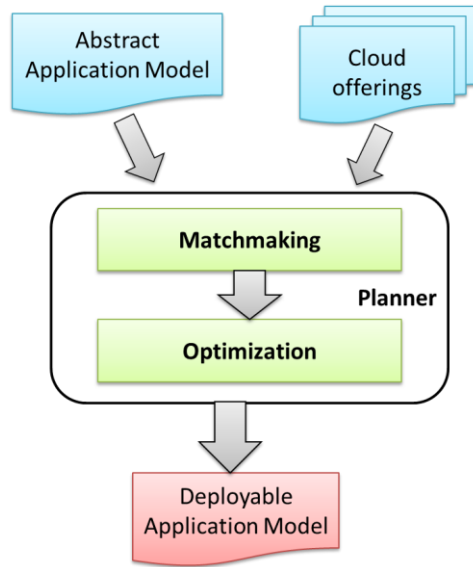 Abstract
Application Model
Cloud
offerings
Matchmaking
Planner
Optimization
Deployable
Application Model